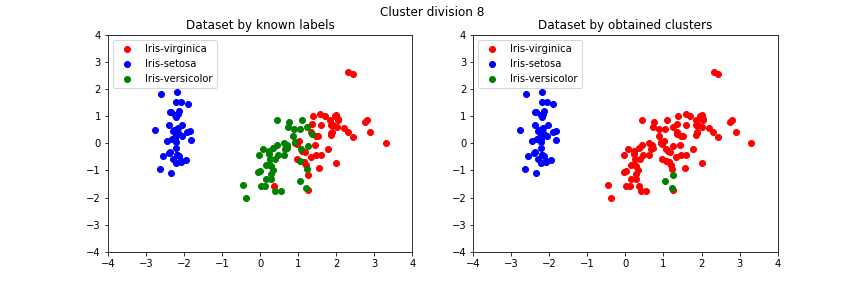 Cluster division 8
Dataset by known labels
Iris-virginica
Iris-setosa
Iris-versicolor
4
3
2
1
0
−1
−2
−3
−4
−4 −3 −2 −1 0 1 2 3 4
Dataset by obtained clusters
Iris-virginica
Iris-setosa
Iris-versicolor
4
3
2
1
0
−1
−2
−3
−4
−4 −3 −2 −1 0 1 2 3 4